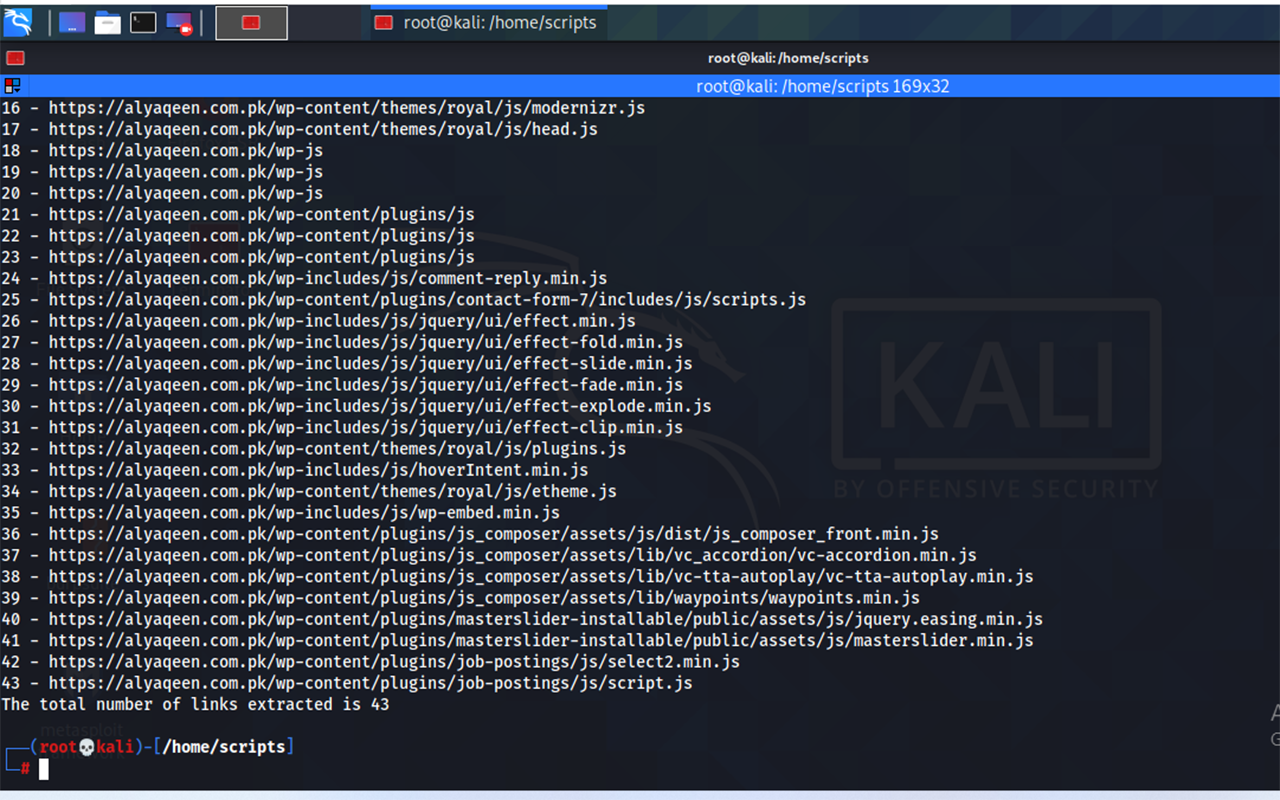 root@kali: /home/scripts
root@kali: /home/scripts
root@kali: /home/scripts 169x32
16 - https://alyaqeen.com.pk/wp-content/themes/royal/js/modernizr.js
17 - https://alyaqeen.com.pk/wp-content/themes/royal/js/head.js
18 - https://alyaqeen.com.pk/wp-js
19 - https://alyaqeen.com.pk/wp-js
20 - https://alyaqeen.com.pk/wp-js
21 - https://alyaqeen.com.pk/wp-content/plugins/js
22 - https://alyaqeen.com.pk/wp-content/plugins/js
23 - https://alyaqeen.com.pk/wp-content/plugins/js
24 - https://alyaqeen.com.pk/wp-includes/js/comment-reply.min.js
25 - https://alyaqeen.com.pk/wp-content/plugins/contact-form-7/includes/js/scripts.js
26 - https://alyaqeen.com.pk/wp-includes/js/jquery/ui/effect.min.js
27 - https://alyaqeen.com.pk/wp-includes/js/jquery/ui/effect-fold.min.js
28 - https://alyaqeen.com.pk/wp-includes/js/jquery/ui/effect-slide.min.js
29 - https://alyaqeen.com.pk/wp-includes/js/jquery/ui/effect-fade.min.js
30 - https://alyaqeen.com.pk/wp-includes/js/jquery/ui/effect-explode.min.js
31 - https://alyaqeen.com.pk/wp-includes/js/jquery/ui/effect-clip.min.js
32 - https://alyaqeen.com.pk/wp-content/themes/royal/js/plugins.js
33 - https://alyaqeen.com.pk/wp-includes/js/hoverIntent.min.js
34 - https://alyaqeen.com.pk/wp-content/themes/royal/js/etheme.js
35 - https://alyaqeen.com.pk/wp-includes/js/wp-embed.min.js
36 - https://alyaqeen.com.pk/wp-content/plugins/js_composer/assets/js/dist/js_composer_front.min.js
37 - https://alyaqeen.com.pk/wp-content/plugins/js_composer/assets/lib/vc_accordion/vc-accordion.min.js
38 - https://alyaqeen.com.pk/wp-content/plugins/js_composer/assets/lib/vc-tta-autoplay/vc-tta-autoplay.min.js
39 - https://alyaqeen.com.pk/wp-content/plugins/js_composer/assets/lib/waypoints/waypoints.min.js
40 - https://alyaqeen.com.pk/wp-content/plugins/masterslider-installable/public/assets/js/jquery.easing.min.js
41 - https://alyaqeen.com.pk/wp-content/plugins/masterslider-installable/public/assets/js/masterslider.min.js
42 - https://alyaqeen.com.pk/wp-content/plugins/job-postings/js/select2.min.js
43 - https://alyaqeen.com.pk/wp-content/plugins/job-postings/js/script.js
The total number of links extracted is 43
metasploit
(root💀kali)-[/home/scripts]
#
KALI
BY OFFENSIVE SECURITY